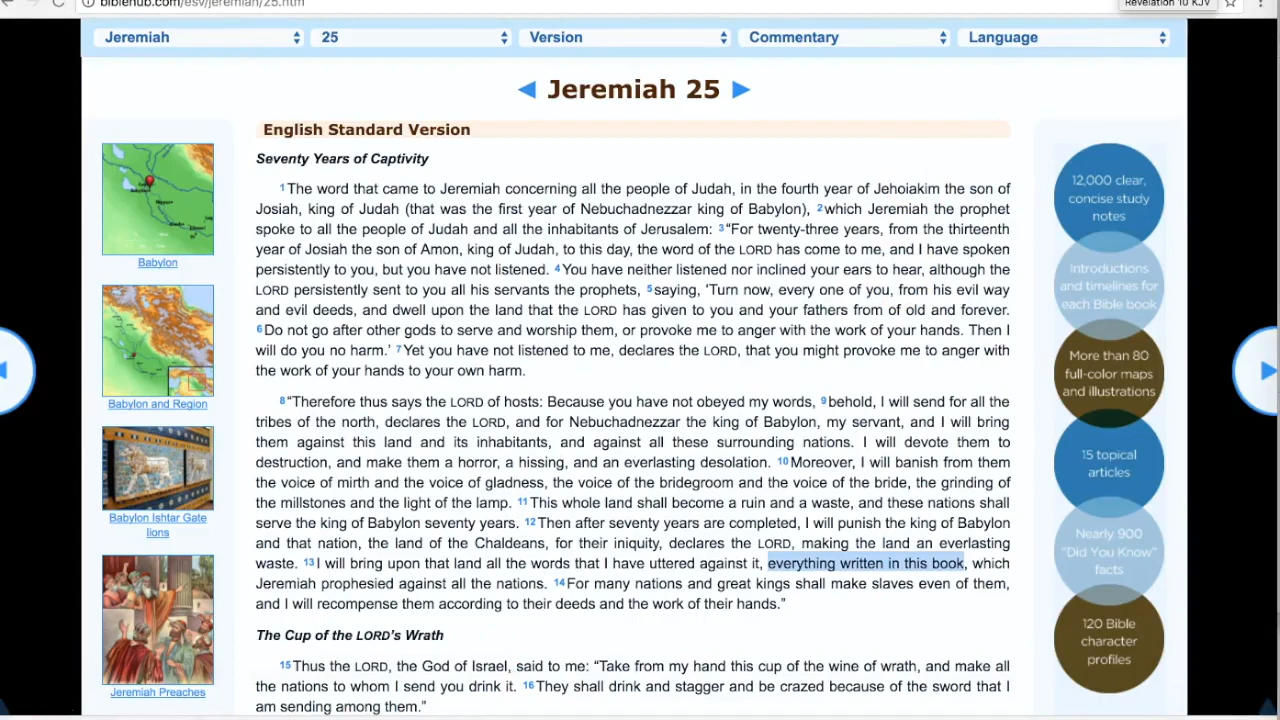 biblehub.com/esv/jeremiah/25.htm
Revelation 10 KJV
Jeremiah 25 Version Commentary Language
Jeremiah 25
English Standard Version
Seventy Years of Captivity
1The word that came to Jeremiah concerning all the people of Judah, in the fourth year of Jehoiakim the son of
Josiah, king of Judah (that was the first year of Nebuchadnezzar king of Babylon), 2which Jeremiah the prophet
spoke to all the people of Judah and all the inhabitants of Jerusalem: 3“For twenty-three years, from the thirteenth
year of Josiah the son of Amon, king of Judah, to this day, the word of the LORD has come to me, and I have spoken
persistently to you, but you have not listened. 4You have neither listened nor inclined your ears to hear, although the
LORD persistently sent to you all his servants the prophets, 5saying, ‘Turn now, every one of you, from his evil way
and evil deeds, and dwell upon the land that the LORD has given to you and your fathers from of old and forever.
6Do not go after other gods to serve and worship them, or provoke me to anger with the work of your hands. Then I
will do you no harm.’ 7Yet you have not listened to me, declares the LORD, that you might provoke me to anger with
the work of your hands to your own harm.
8“Therefore thus says the LORD of hosts: Because you have not obeyed my words, 9behold, I will send for all the
tribes of the north, declares the LORD, and for Nebuchadnezzar the king of Babylon, my servant, and I will bring
them against this land and its inhabitants, and against all these surrounding nations. I will devote them to
destruction, and make them a horror, a hissing, and an everlasting desolation. 10Moreover, I will banish from them
the voice of mirth and the voice of gladness, the voice of the bridegroom and the voice of the bride, the grinding of
the millstones and the light of the lamp. 11This whole land shall become a ruin and a waste, and these nations shall
serve the king of Babylon seventy years. 12Then after seventy years are completed, I will punish the king of Babylon
and that nation, the land of the Chaldeans, for their iniquity, declares the LORD, making the land an everlasting
waste. 13I will bring upon that land all the words that I have uttered against it, everything written in this book, which
Jeremiah prophesied against all the nations. 14For many nations and great kings shall make slaves even of them,
and I will recompense them according to their deeds and the work of their hands.”
The Cup of the LORD’s Wrath
15Thus the LORD, the God of Israel, said to me: “Take from my hand this cup of the wine of wrath, and make all
the nations to whom I send you drink it. 16They shall drink and stagger and be crazed because of the sword that I
am sending among them.”
Babylon
Babylon and Region
Babylon Ishtar Gate
lions
Jeremiah Preaches
12,000 clear,
concise study
notes
Introductions
and timelines for
each Bible book
More than 80
full-color maps
and illustrations
15 topical
articles
Nearly 900
“Did You Know”
facts
120 Bible
character
profiles